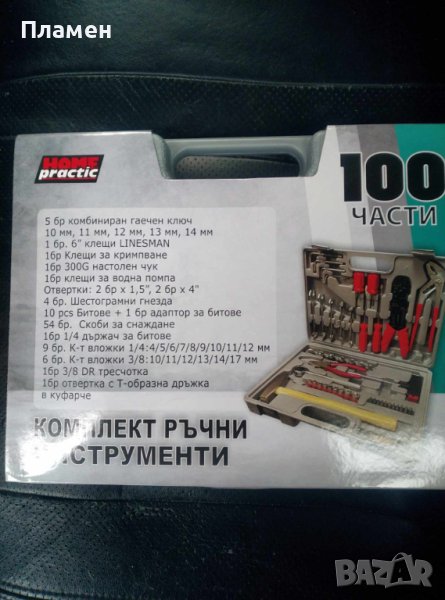 Пламен
HOME
practic
100
ЧАСТИ
5 бр комбиниран гаечен ключ
10 мм, 11 мм, 12 мм, 13 мм, 14 мм
1 бр. 6" клещи LINESMAN
1бр Клещи за кримпване
1бр 300G настолен чук
1бр клещи за водна помпа
Отвертки: 2 бр х 1,5", 2 бр х 4"
4 бр. Шестограмни гнезда
10 pcs Битове + 1 бр адаптор за битове
54 бр. Скоби за снаждане
1бр 1/4 държач за битове
9 бр. К-т вложки 1/4:4/5/6/7/8/9/10/11/12 мм
6 бр. К-т вложки 3/8:10/11/12/13/14/17 мм
1бр 3/8 DR тресчотка
1бр отвертка с Т-образна дръжка
в куфарче
КОМПЛЕКТ РЪЧНИ
ИНСТРУМЕНТИ
BAZAR